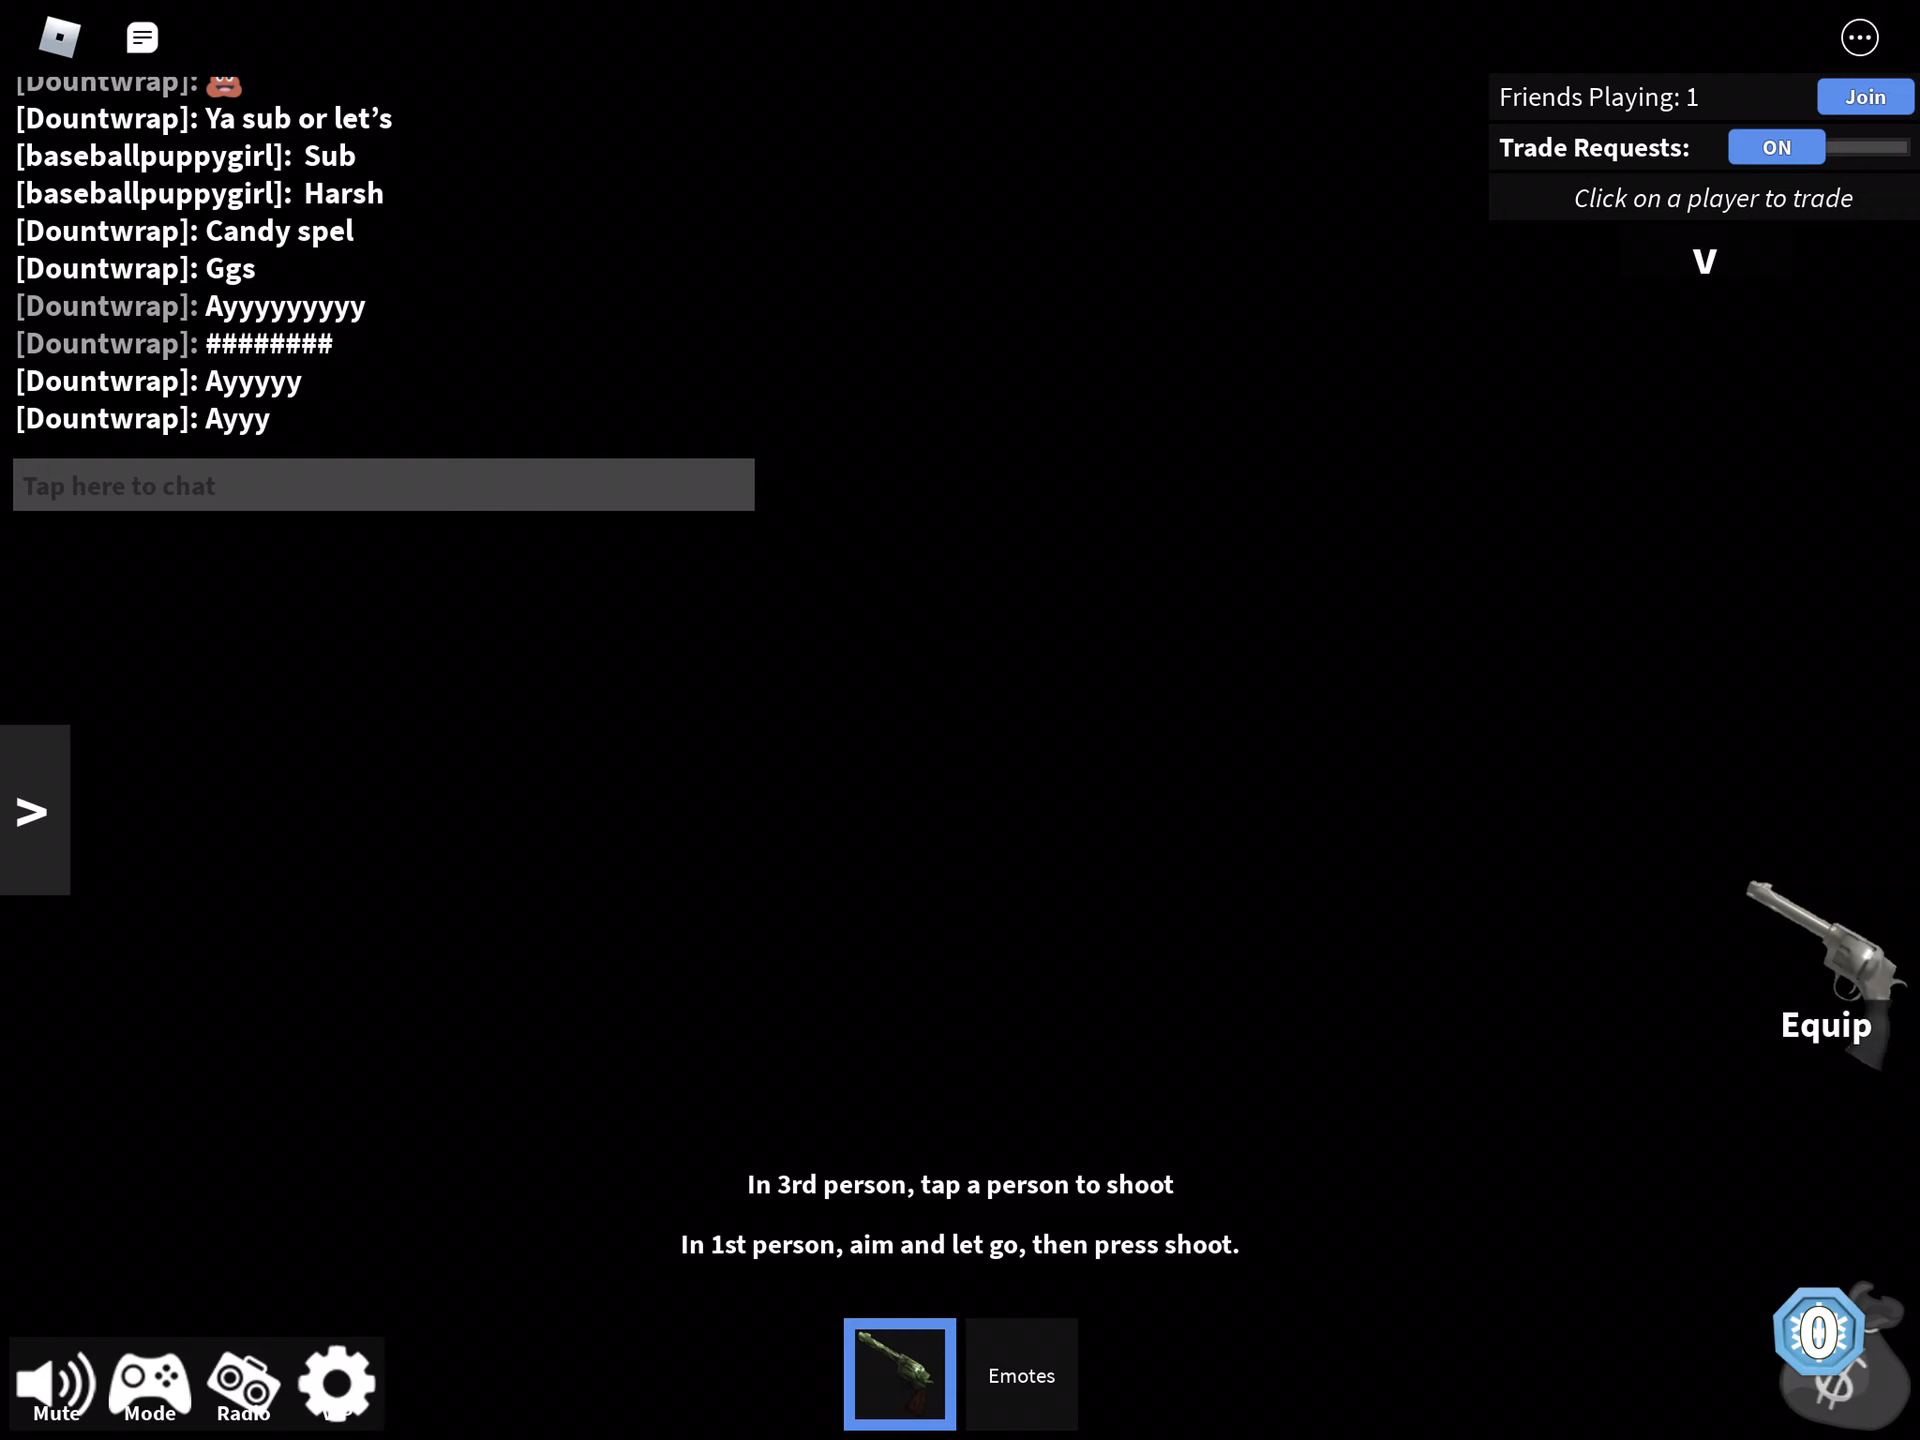 [Dountwrap]: 💩
[Dountwrap]: Ya sub or let’s
[baseballpuppygirl]: Sub
[baseballpuppygirl]: Harsh
[Dountwrap]: Candy spel
[Dountwrap]: Ggs
[Dountwrap]: Ayyyyyyyyy
[Dountwrap]: ########
[Dountwrap]: Ayyyyy
[Dountwrap]: Ayyy
Tap here to chat
Friends Playing: 1
Join
Trade Requests:
ON
Click on a player to trade
v
>
Equip
In 3rd person, tap a person to shoot
In 1st person, aim and let go, then press shoot.
Mute
Mode
Radio
Emotes
0
$